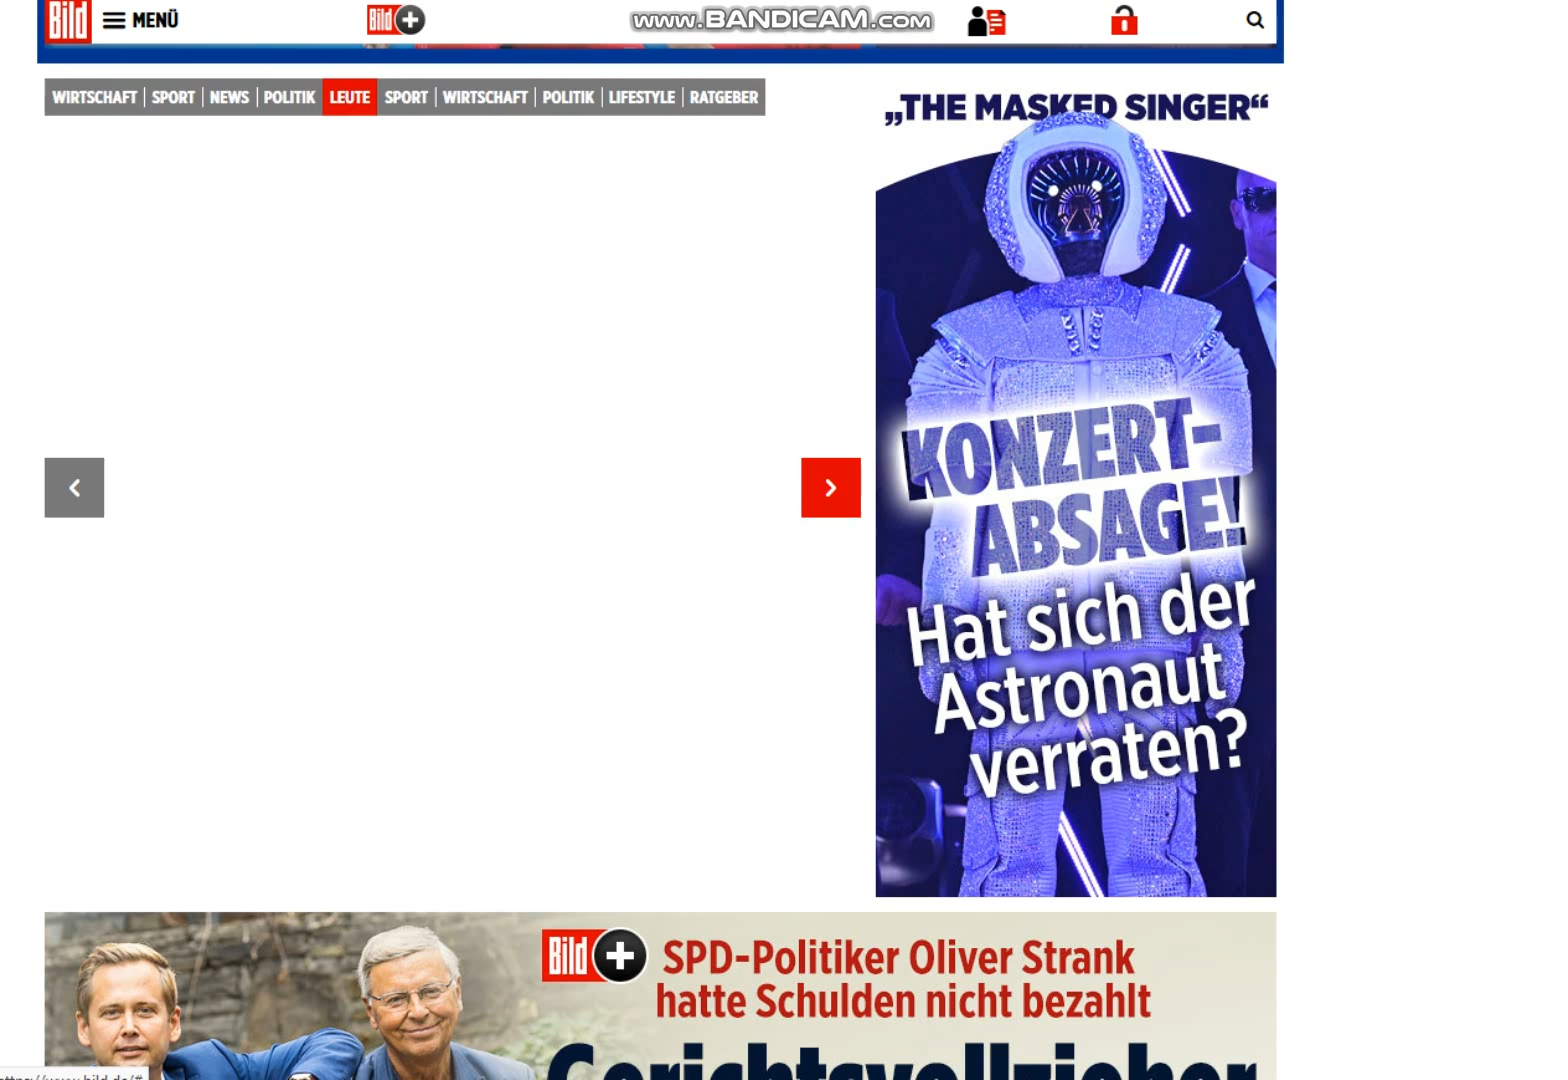 Bild
MENÜ
Bild
www.BANDICAM.com
WIRTSCHAFT SPORT NEWS POLITIK LEUTE SPORT WIRTSCHAFT POLITIK LIFESTYLE RATGEBER
„THE MASKED SINGER“
KONZERT-
ABSAGE!
Hat sich der
Astronaut
verraten?
Bild
SPD-Politiker Oliver Strank
hatte Schulden nicht bezahlt
Gerichtsvollzieher